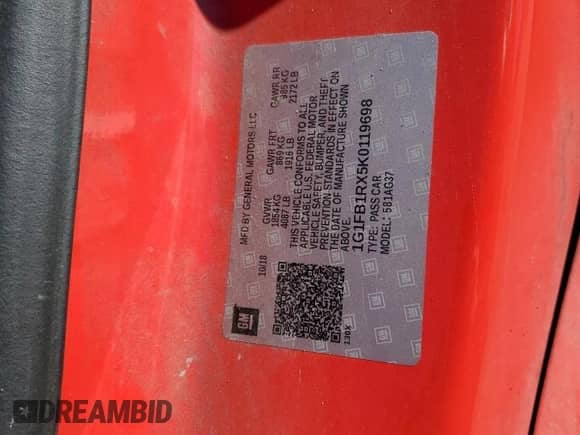 MFD BY GENERAL MOTORS LLC
10/18
GVWR
1854 KG
4087 LB
GAWR FRT
869 KG
1916 LB
GAWR RR
985 KG
2172 LB
THIS VEHICLE CONFORMS TO ALL
APPLICABLE U.S. FEDERAL MOTOR
VEHICLE SAFETY, BUMPER, AND THEFT
PREVENTION STANDARDS IN EFFECT ON
THE DATE OF MANUFACTURE SHOWN
ABOVE.
1G1FB1RX5K0119698
TYPE: PASS CAR
MODEL: 581AG37
GM
DREAMBID